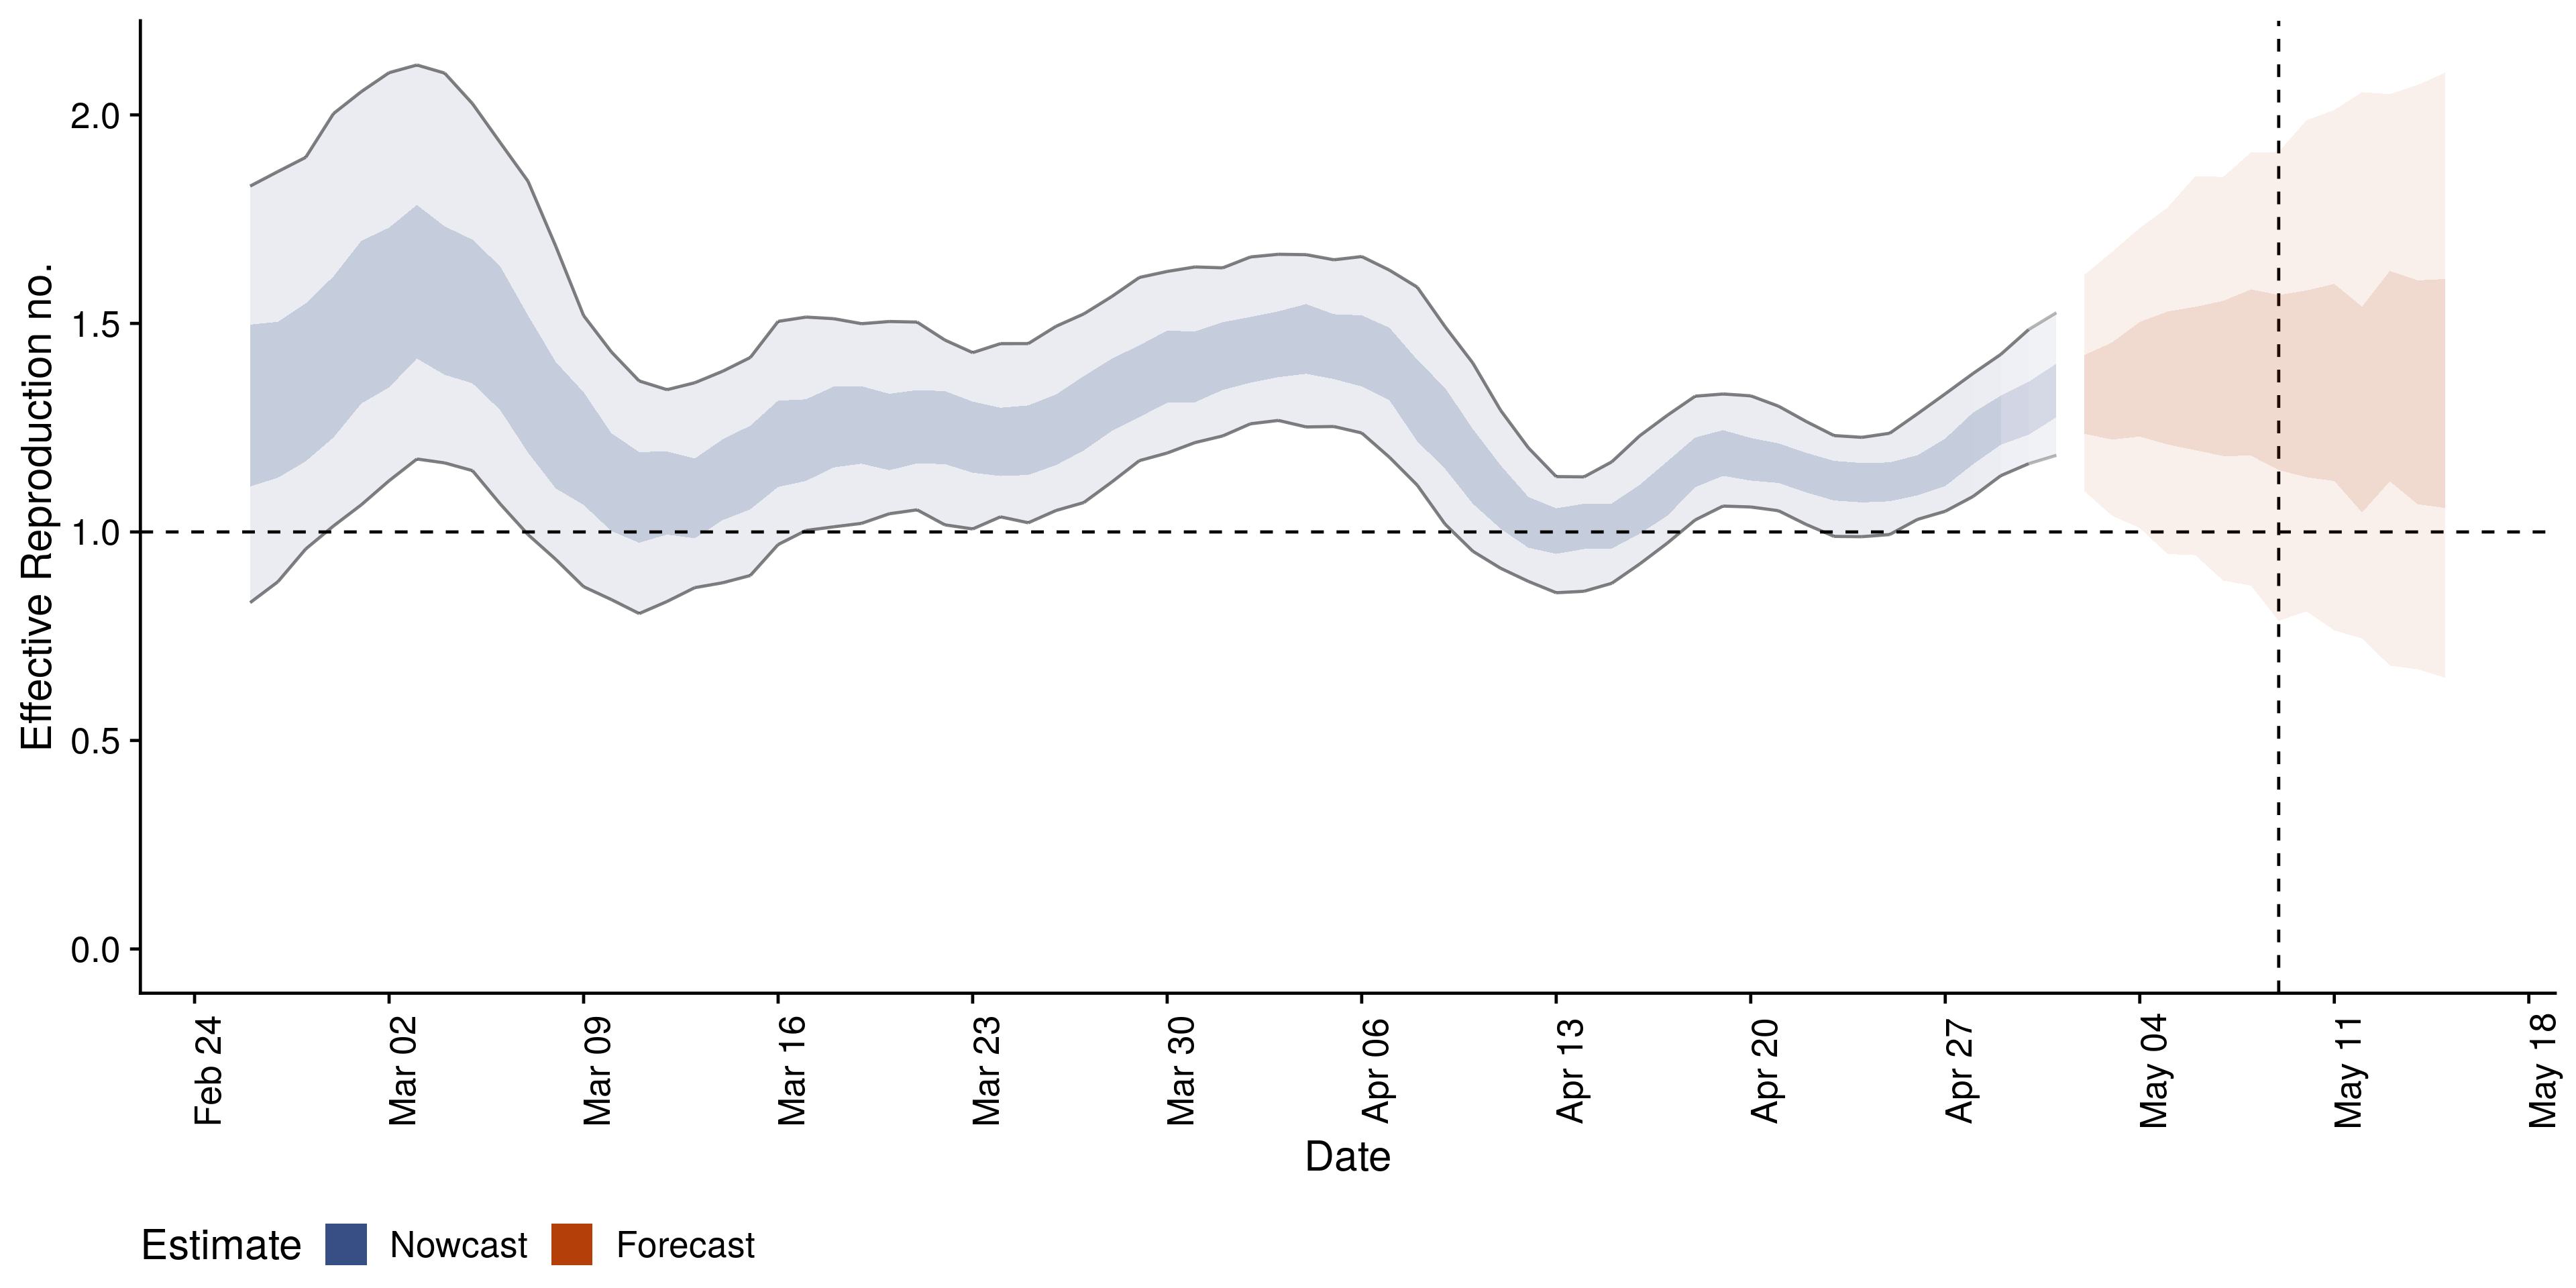 Effective Reproduction no.
2.0
1.5
1.0
0.5
0.0
Feb 24
Mar 02
Mar 09
Mar 16
Mar 23
Mar 30
Apr 06
Apr 13
Apr 20
Apr 27
May 04
May 11
May 18
Date
Estimate Nowcast Forecast